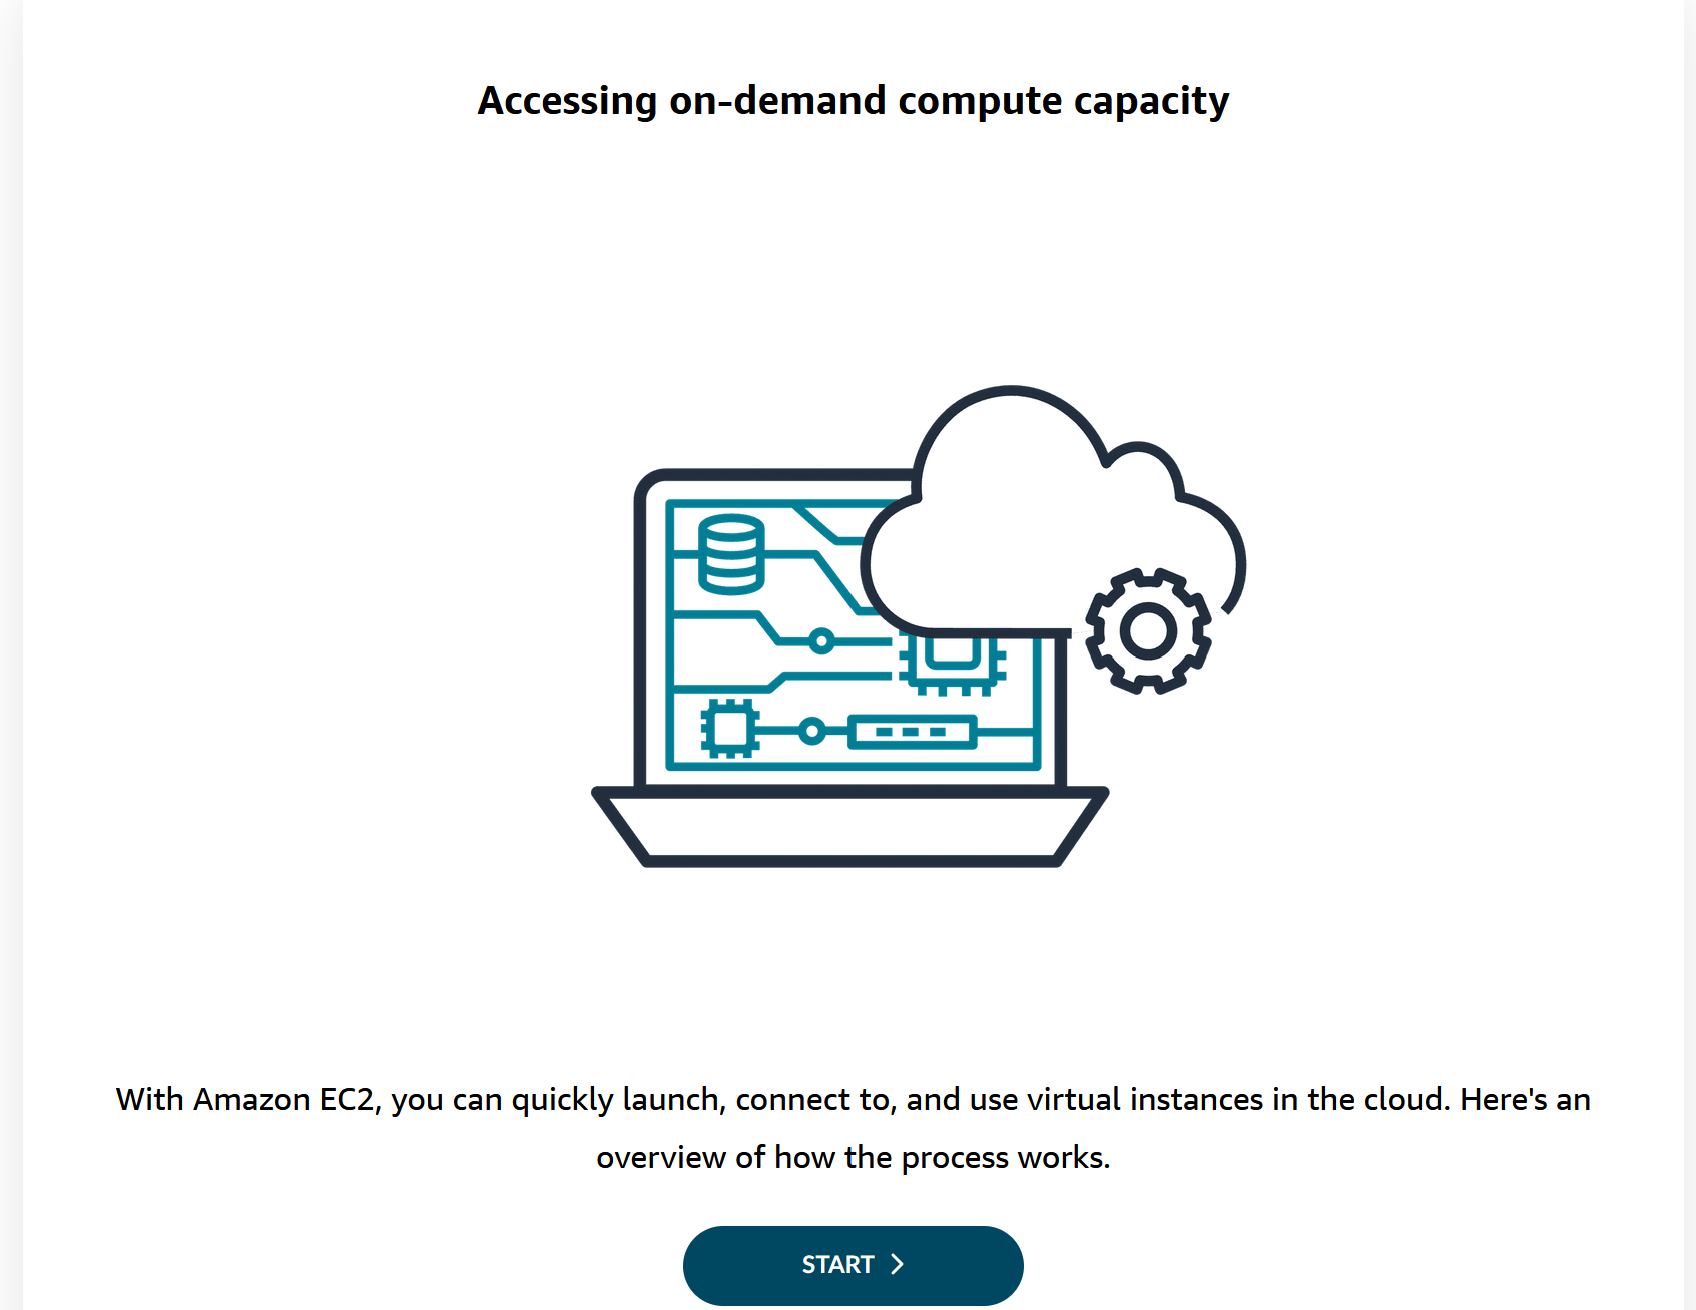 Accessing on-demand compute capacity
With Amazon EC2, you can quickly launch, connect to, and use virtual instances in the cloud. Here's an
overview of how the process works.
START